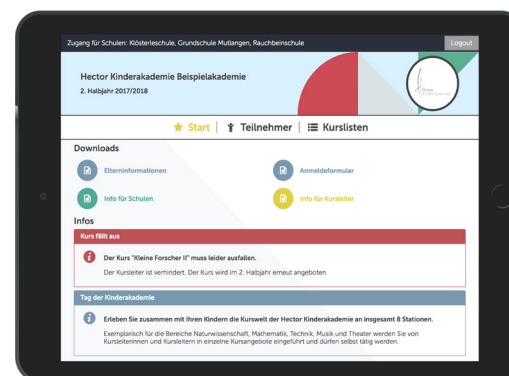 Zugang für Schulen: Klösterleschule, Grundschule Mutlangen, Rauchbeinschule
Logout
Hector Kinderakademie Beispielakademie
2. Halbjahr 2017/2018
Start
Teilnehmer
Kurslisten
Downloads
Elterninformationen
Anmeldeformular
Info für Schulen
Info für Kursleiter
Infos
Kurs fällt aus
Der Kurs "Kleine Forscher II" muss leider ausfallen.
Der Kursleiter ist verhindert. Der Kurs wird im 2. Halbjahr erneut angeboten.
Tag der Kinderakademie
Erleben Sie zusammen mit Ihren Kindern die Kurswelt der Hector Kinderakademie an insgesamt 8 Stationen.
Exemplarisch für die Bereiche Naturwissenschaft, Mathematik, Technik, Musik und Theater werden Sie von
Kursleiterinnen und Kursleitern in einzelne Kursangebote eingeführt und dürfen selbst tätig werden.